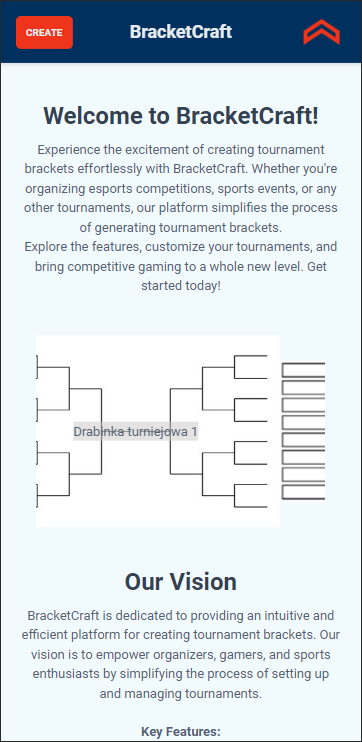 CREATE
BracketCraft
Welcome to BracketCraft!
Experience the excitement of creating tournament
brackets effortlessly with BracketCraft. Whether you're
organizing esports competitions, sports events, or any
other tournaments, our platform simplifies the process
of generating tournament brackets.
Explore the features, customize your tournaments, and
bring competitive gaming to a whole new level. Get
started today!
Drabinka turniejowa 1
Our Vision
BracketCraft is dedicated to providing an intuitive and
efficient platform for creating tournament brackets. Our
vision is to empower organizers, gamers, and sports
enthusiasts by simplifying the process of setting up
and managing tournaments.
Key Features: